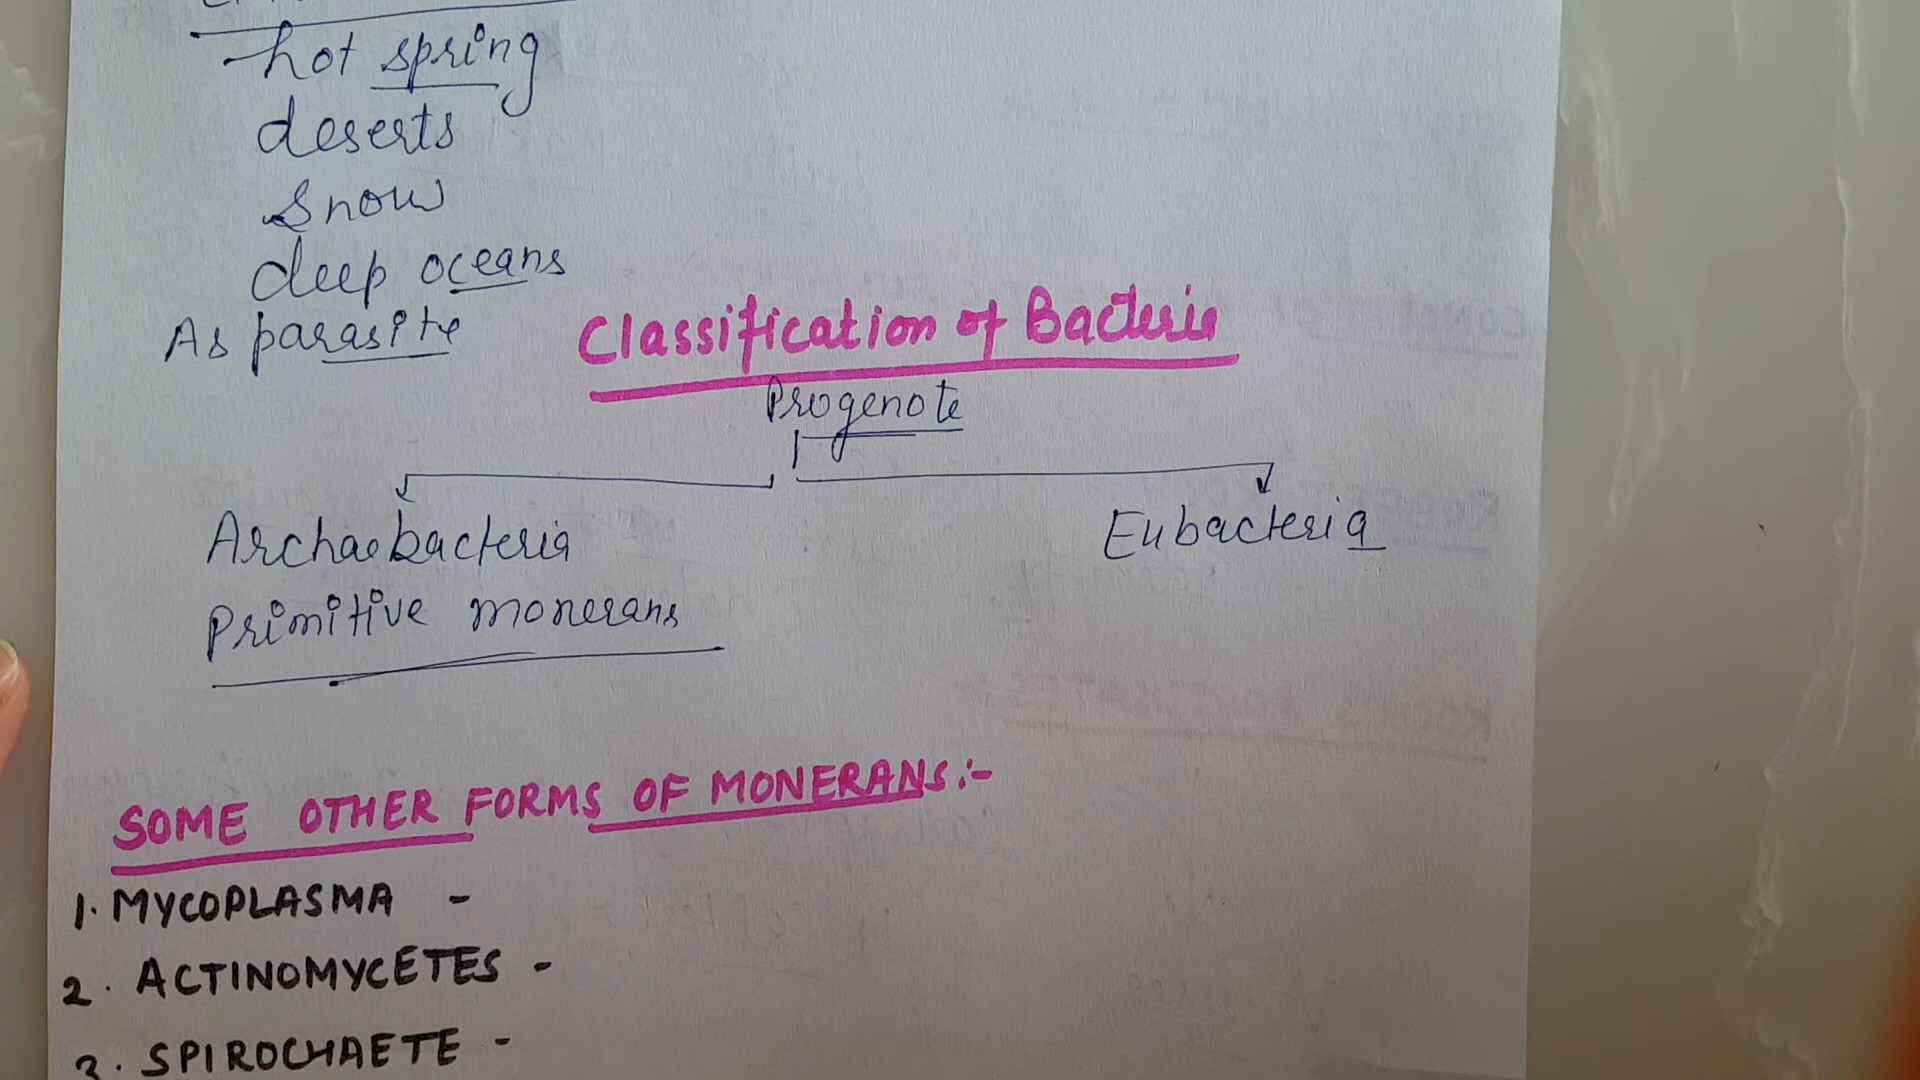 hot spring
deserts
Snow
deep oceans
As parasite
Classification of Bacteria
Progenote
Archaebacteria
Eubacteria
Primitive monerans
SOME OTHER FORMS OF MONERANS:-
1. MYCOPLASMA -
2. ACTINOMYCETES -
3. SPIROCHAETE -